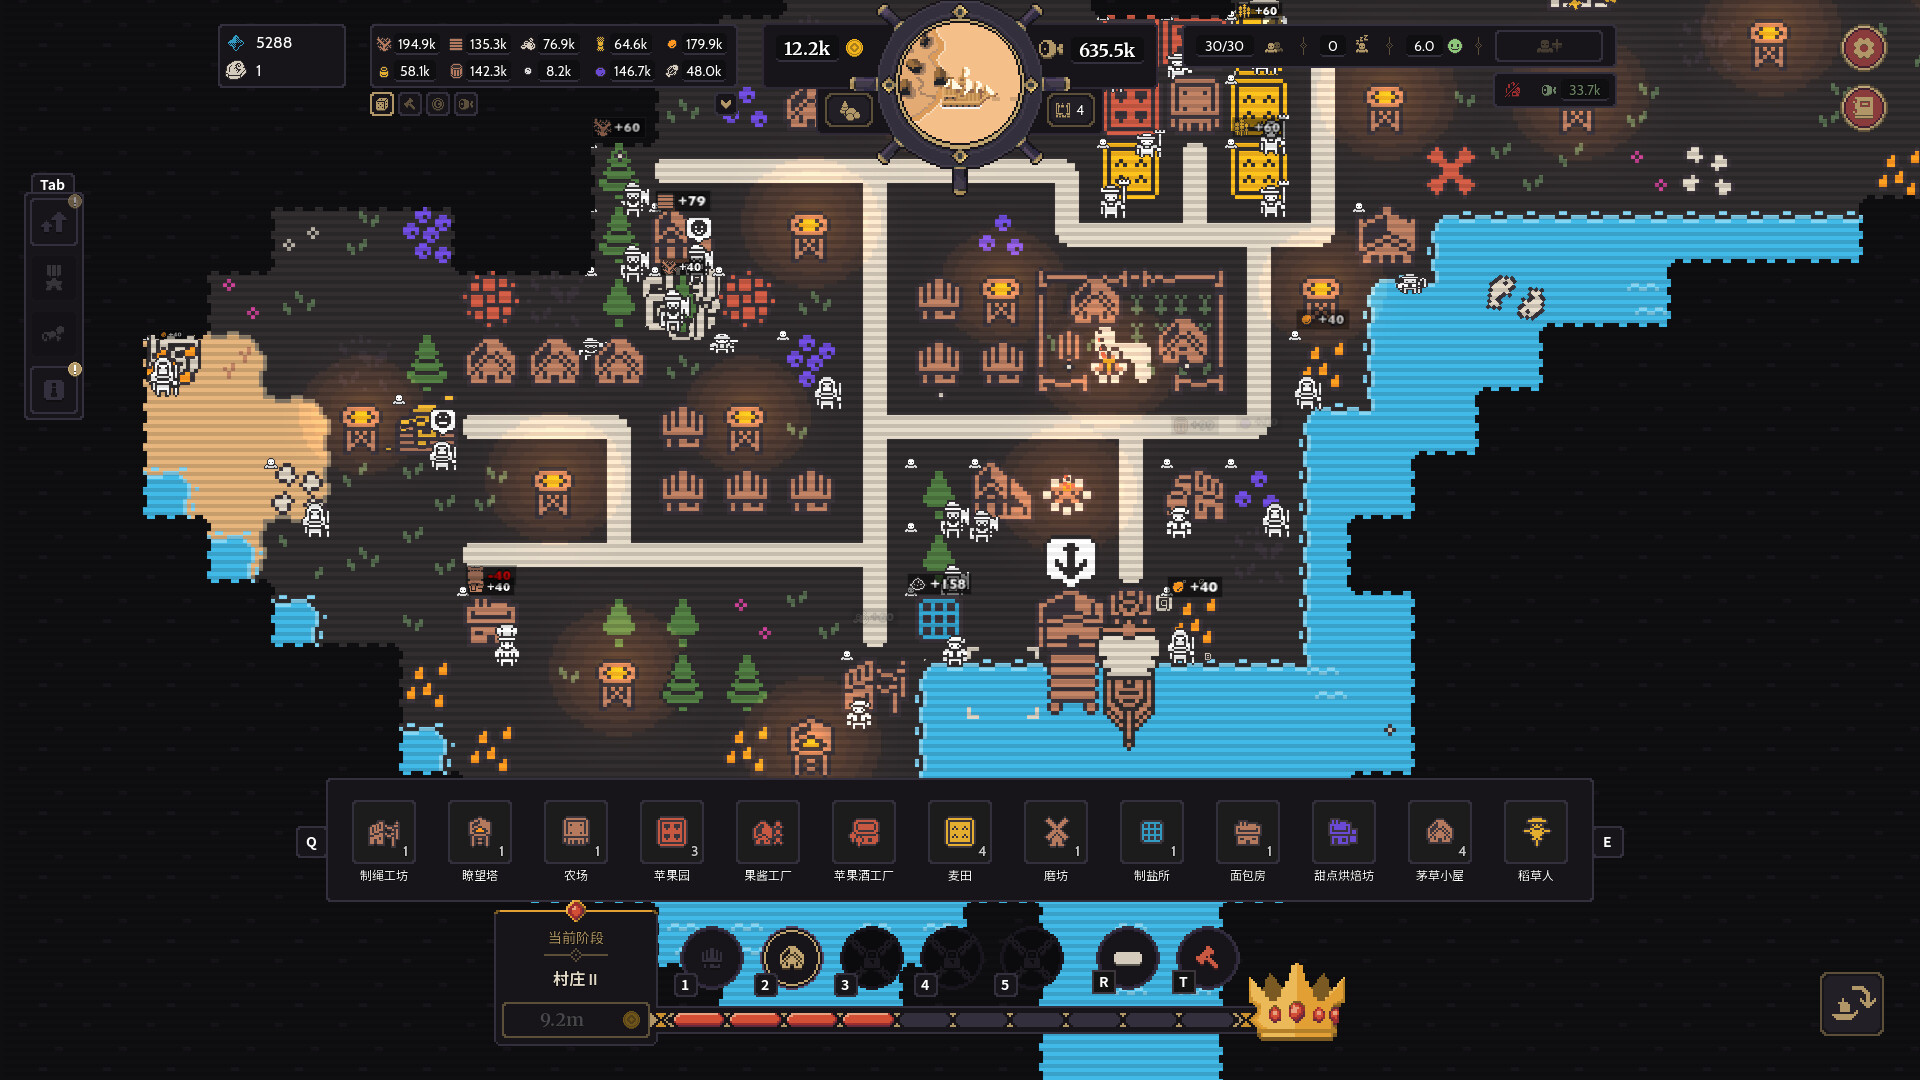 5288
1
194.9k 135.3k 76.9k 64.6k 179.9k
58.1k 142.3k 8.2k 146.7k 48.0k
12.2k
635.5k
4
30/30 0 6.0
33.7k
+60
+60
+60
+79
+40
+40
-40
+40
+158
+40
Tab
!
!
Q
E
1
1
1
3
4
1
1
1
4
制绳工坊 瞭望塔 农场 苹果园 果酱工厂 苹果酒工厂 麦田 磨坊 制盐所 面包房 甜点烘焙坊 茅草小屋 稻草人
当前阶段
村庄 II
9.2m
1 2 3 4 5 R T